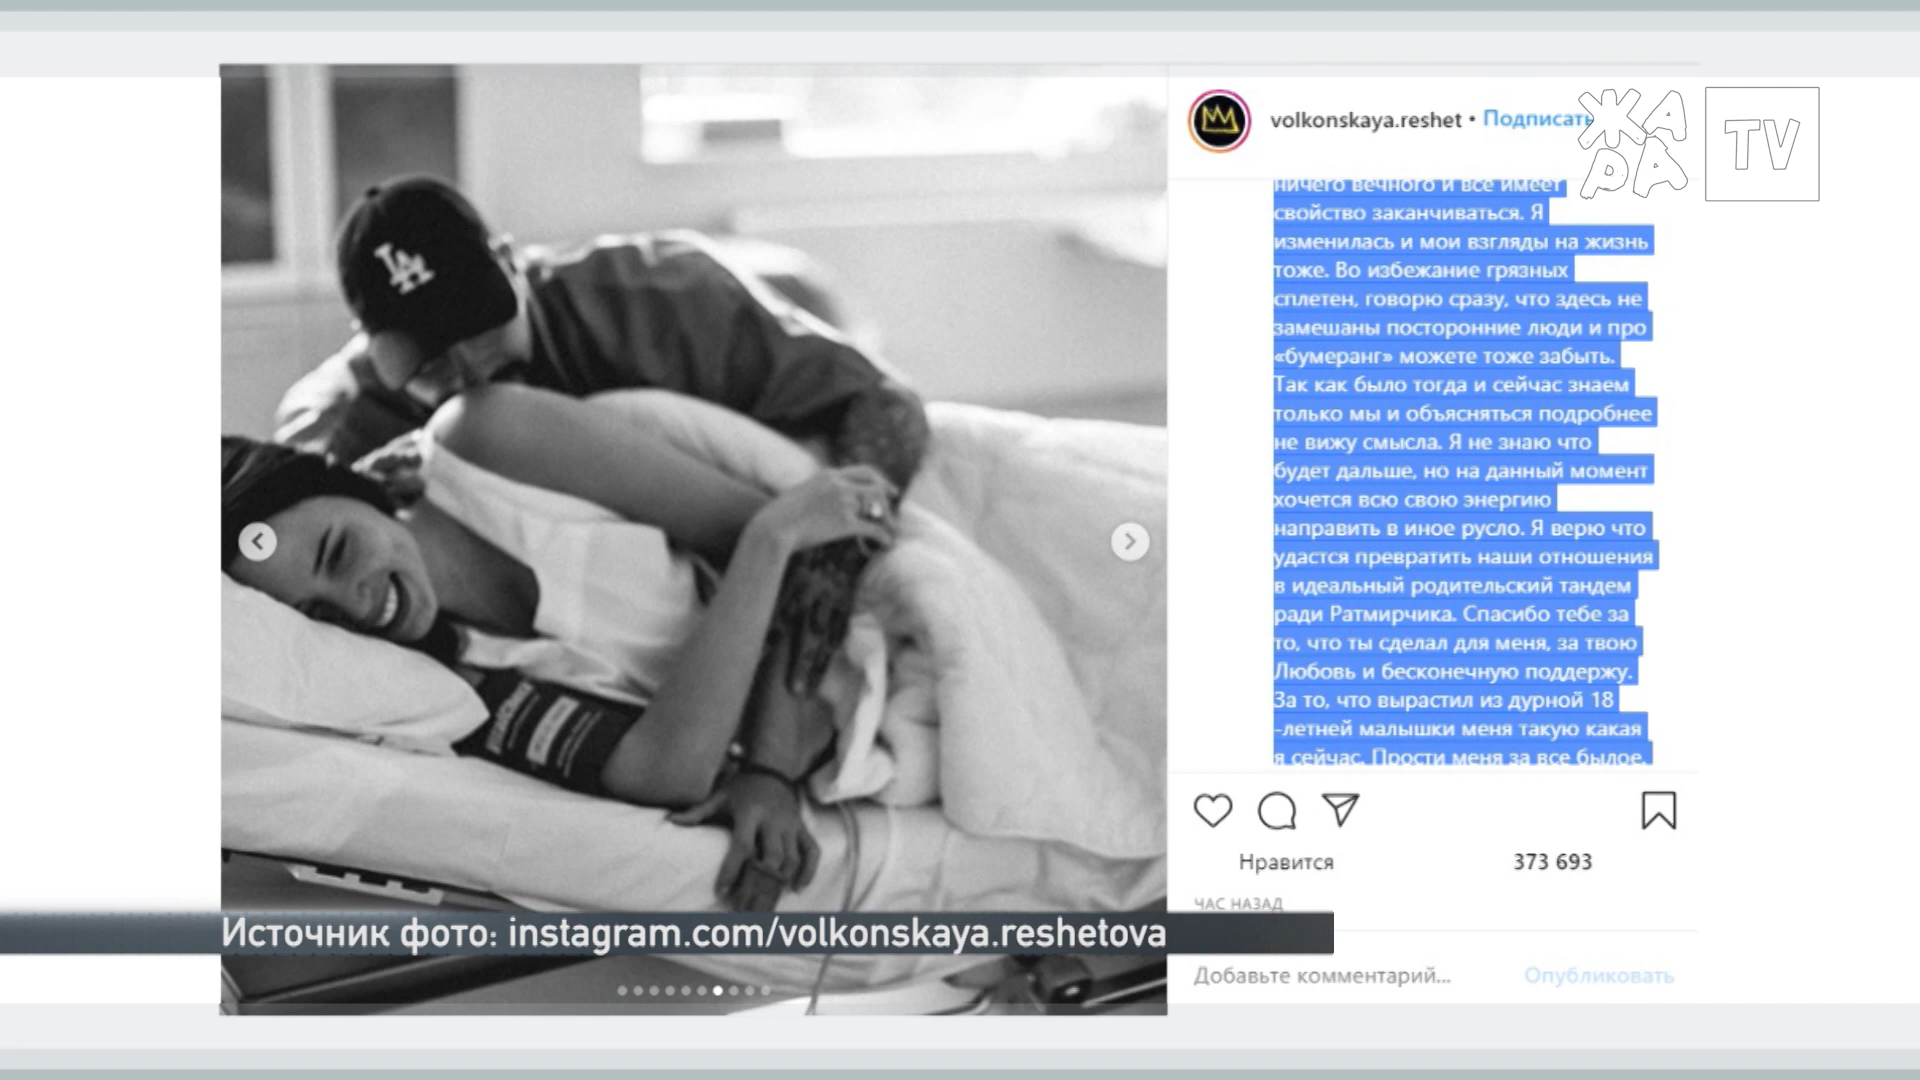 ЖАРА TV
volkonskaya.reshet • Подписать
ничего вечного и все имеет
свойство заканчиваться. Я
изменилась и мои взгляды на жизнь
тоже. Во избежание грязных
сплетен, говорю сразу, что здесь не
замешаны посторонние люди и про
«бумеранг» можете тоже забыть.
Так как было тогда и сейчас знаем
только мы и объясняться подробнее
не вижу смысла. Я не знаю что
будет дальше, но на данный момент
хочется всю свою энергию
направить в иное русло. Я верю что
удастся превратить наши отношения
в идеальный родительский тандем
ради Ратмирчика. Спасибо тебе за
то, что ты сделал для меня, за твою
Любовь и бесконечную поддержу.
За то, что вырастил из дурной 18
-летней малышки меня такую какая
я сейчас. Прости меня за все былое.
Нравится 373 693
ЧАС НАЗАД
Добавьте комментарий... Опубликовать
LA
Источник фото: instagram.com/volkonskaya.reshetova